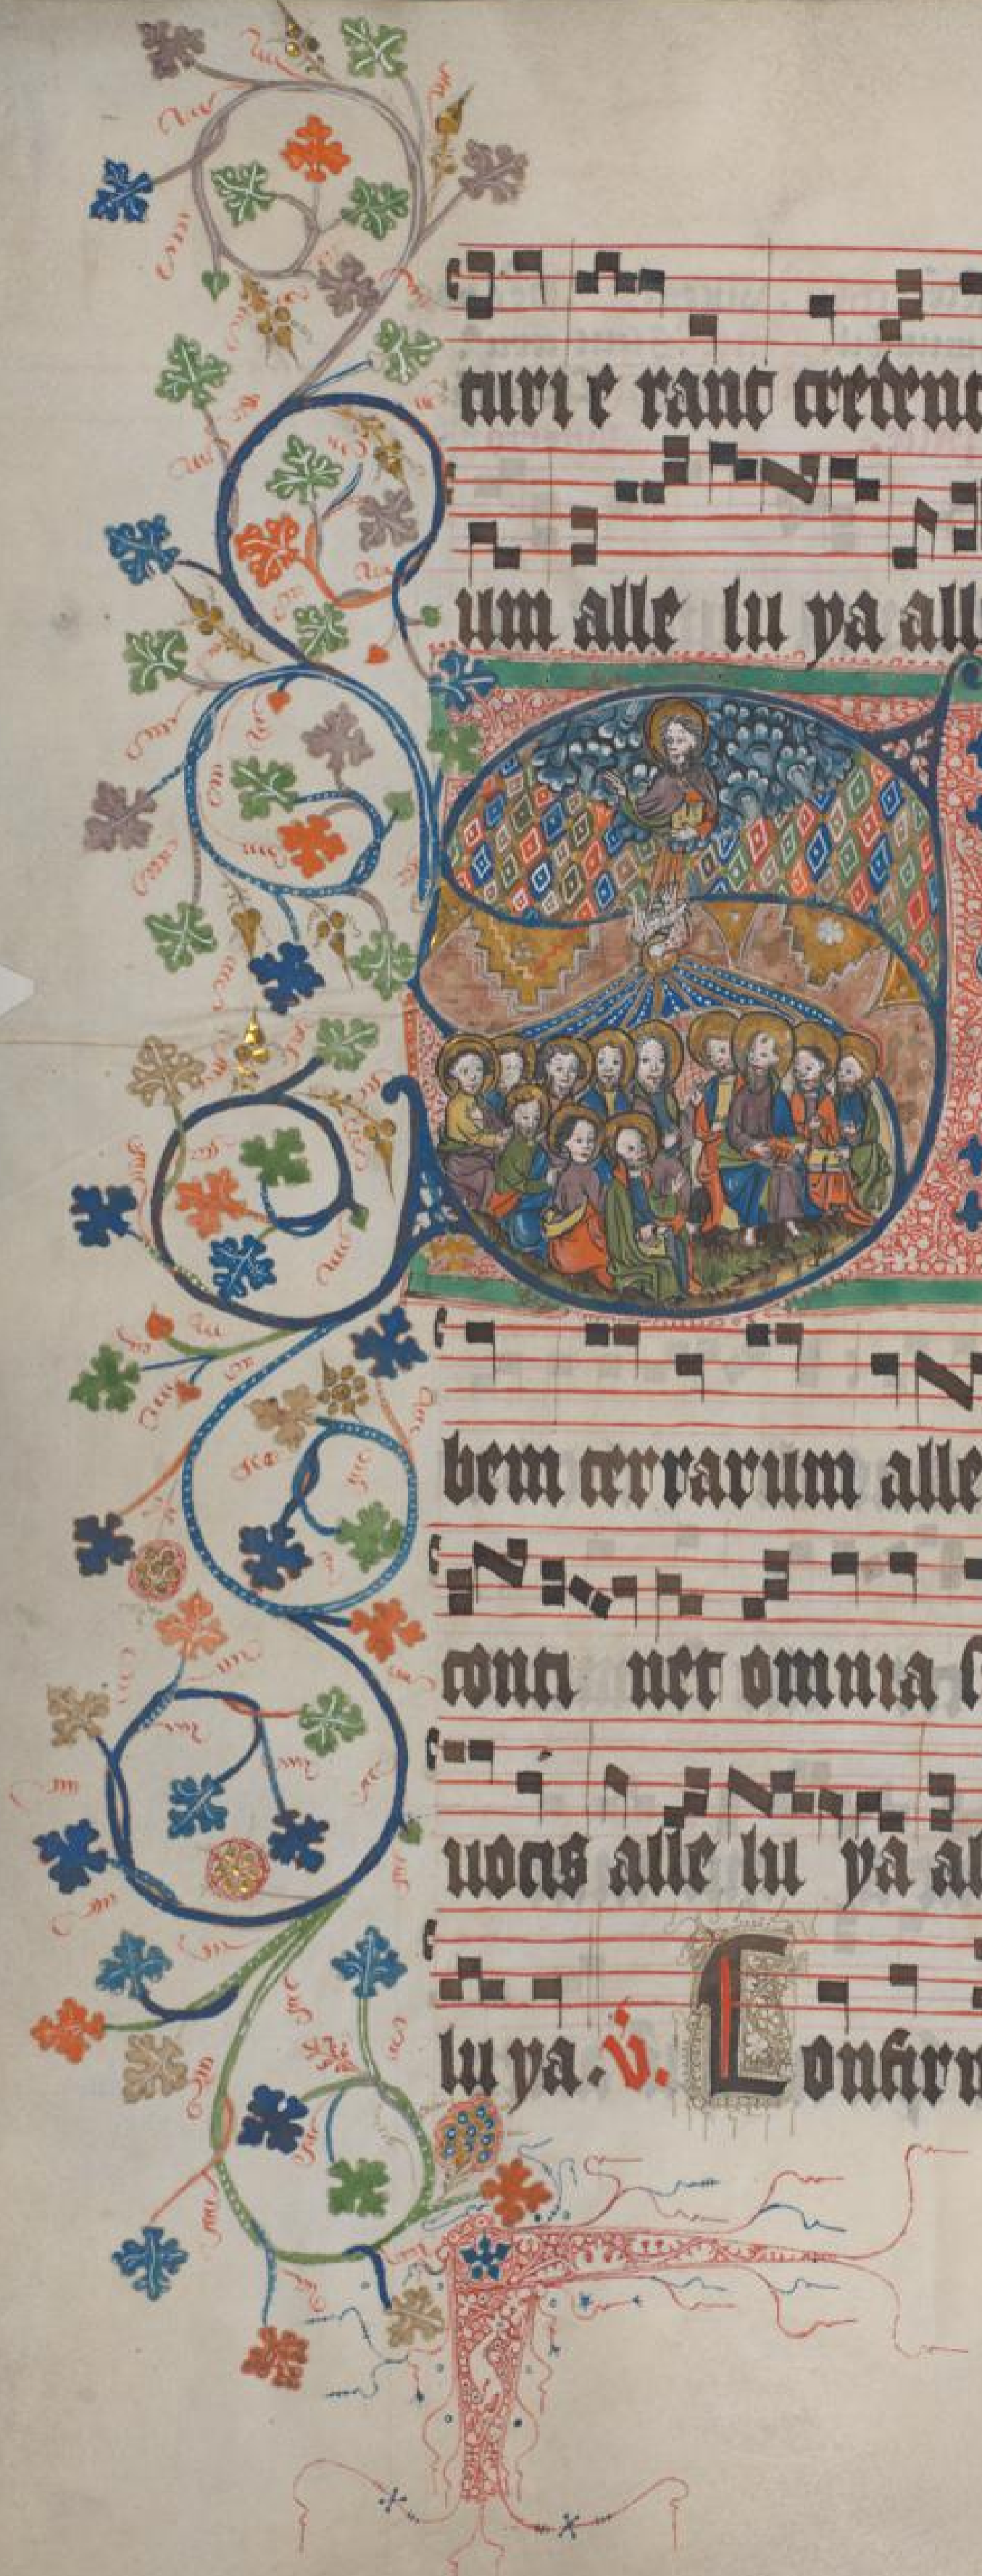 turi e rant credent
um alle lu ya all
S
bem terrarum alle
conti net omnia s
uocis alle lu ya al
lu ya. v. Confirm